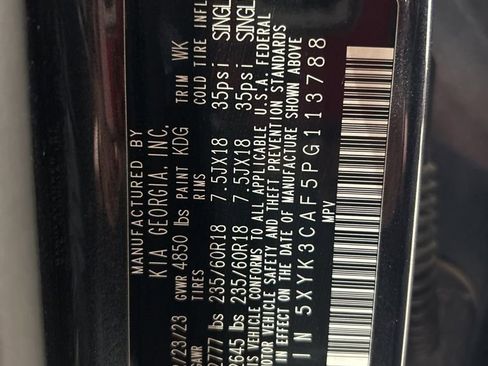 MANUFACTURED BY
KIA GEORGIA, INC.
/23/23 GVWR 4850 lbs PAINT KDG TRIM WK
GAWR TIRES RIMS COLD TIRE INFL
2777 lbs 235/60R18 7.5JX18 35psi SINGL
2645 lbs 235/60R18 7.5JX18 35psi SINGL
IS VEHICLE CONFORMS TO ALL APPLICABLE U.S.A. FEDERAL
MOTOR VEHICLE SAFETY AND THEFT PREVENTION STANDARDS
IN EFFECT ON THE DATE OF MANUFACTURE SHOWN ABOVE
IN 5XYK3CAF5PG113788
MPV